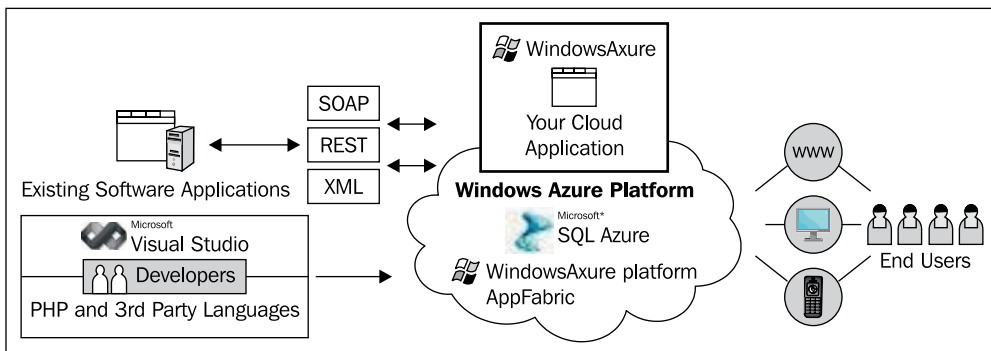 WindowsAxure
Your Cloud
Application
SOAP
REST
XML
Existing Software Applications
Windows Azure Platform
Microsoft*
SQL Azure
WindowsAxure platform
AppFabric
Microsoft
Visual Studio
Developers
PHP and 3rd Party Languages
www
End Users